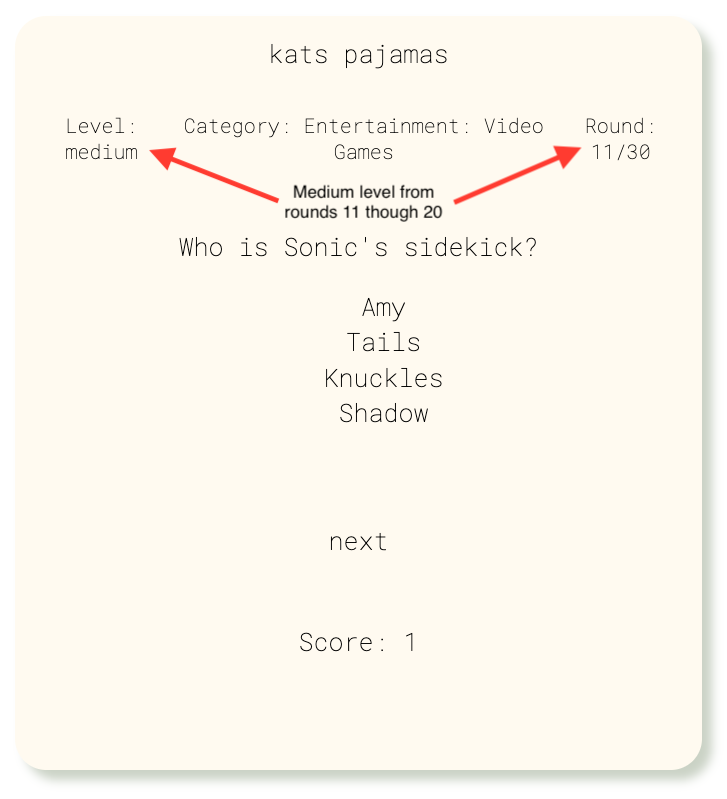 kats pajamas
Level: medium
Category: Entertainment: Video Games
Round: 11/30
Medium level from
rounds 11 though 20
Who is Sonic's sidekick?
Amy
Tails
Knuckles
Shadow
next
Score: 1